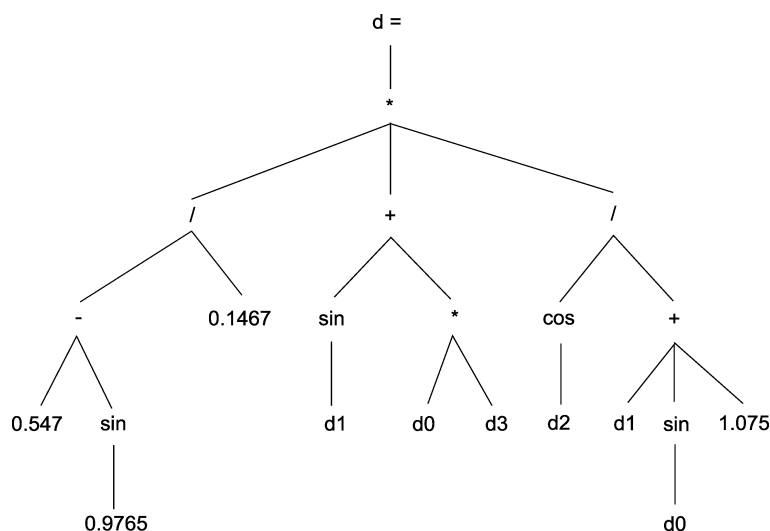 d =
*
/ + /
- 0.1467 sin * cos +
0.547 sin d1 d0 d3 d2 d1 sin 1.075
0.9765 d0